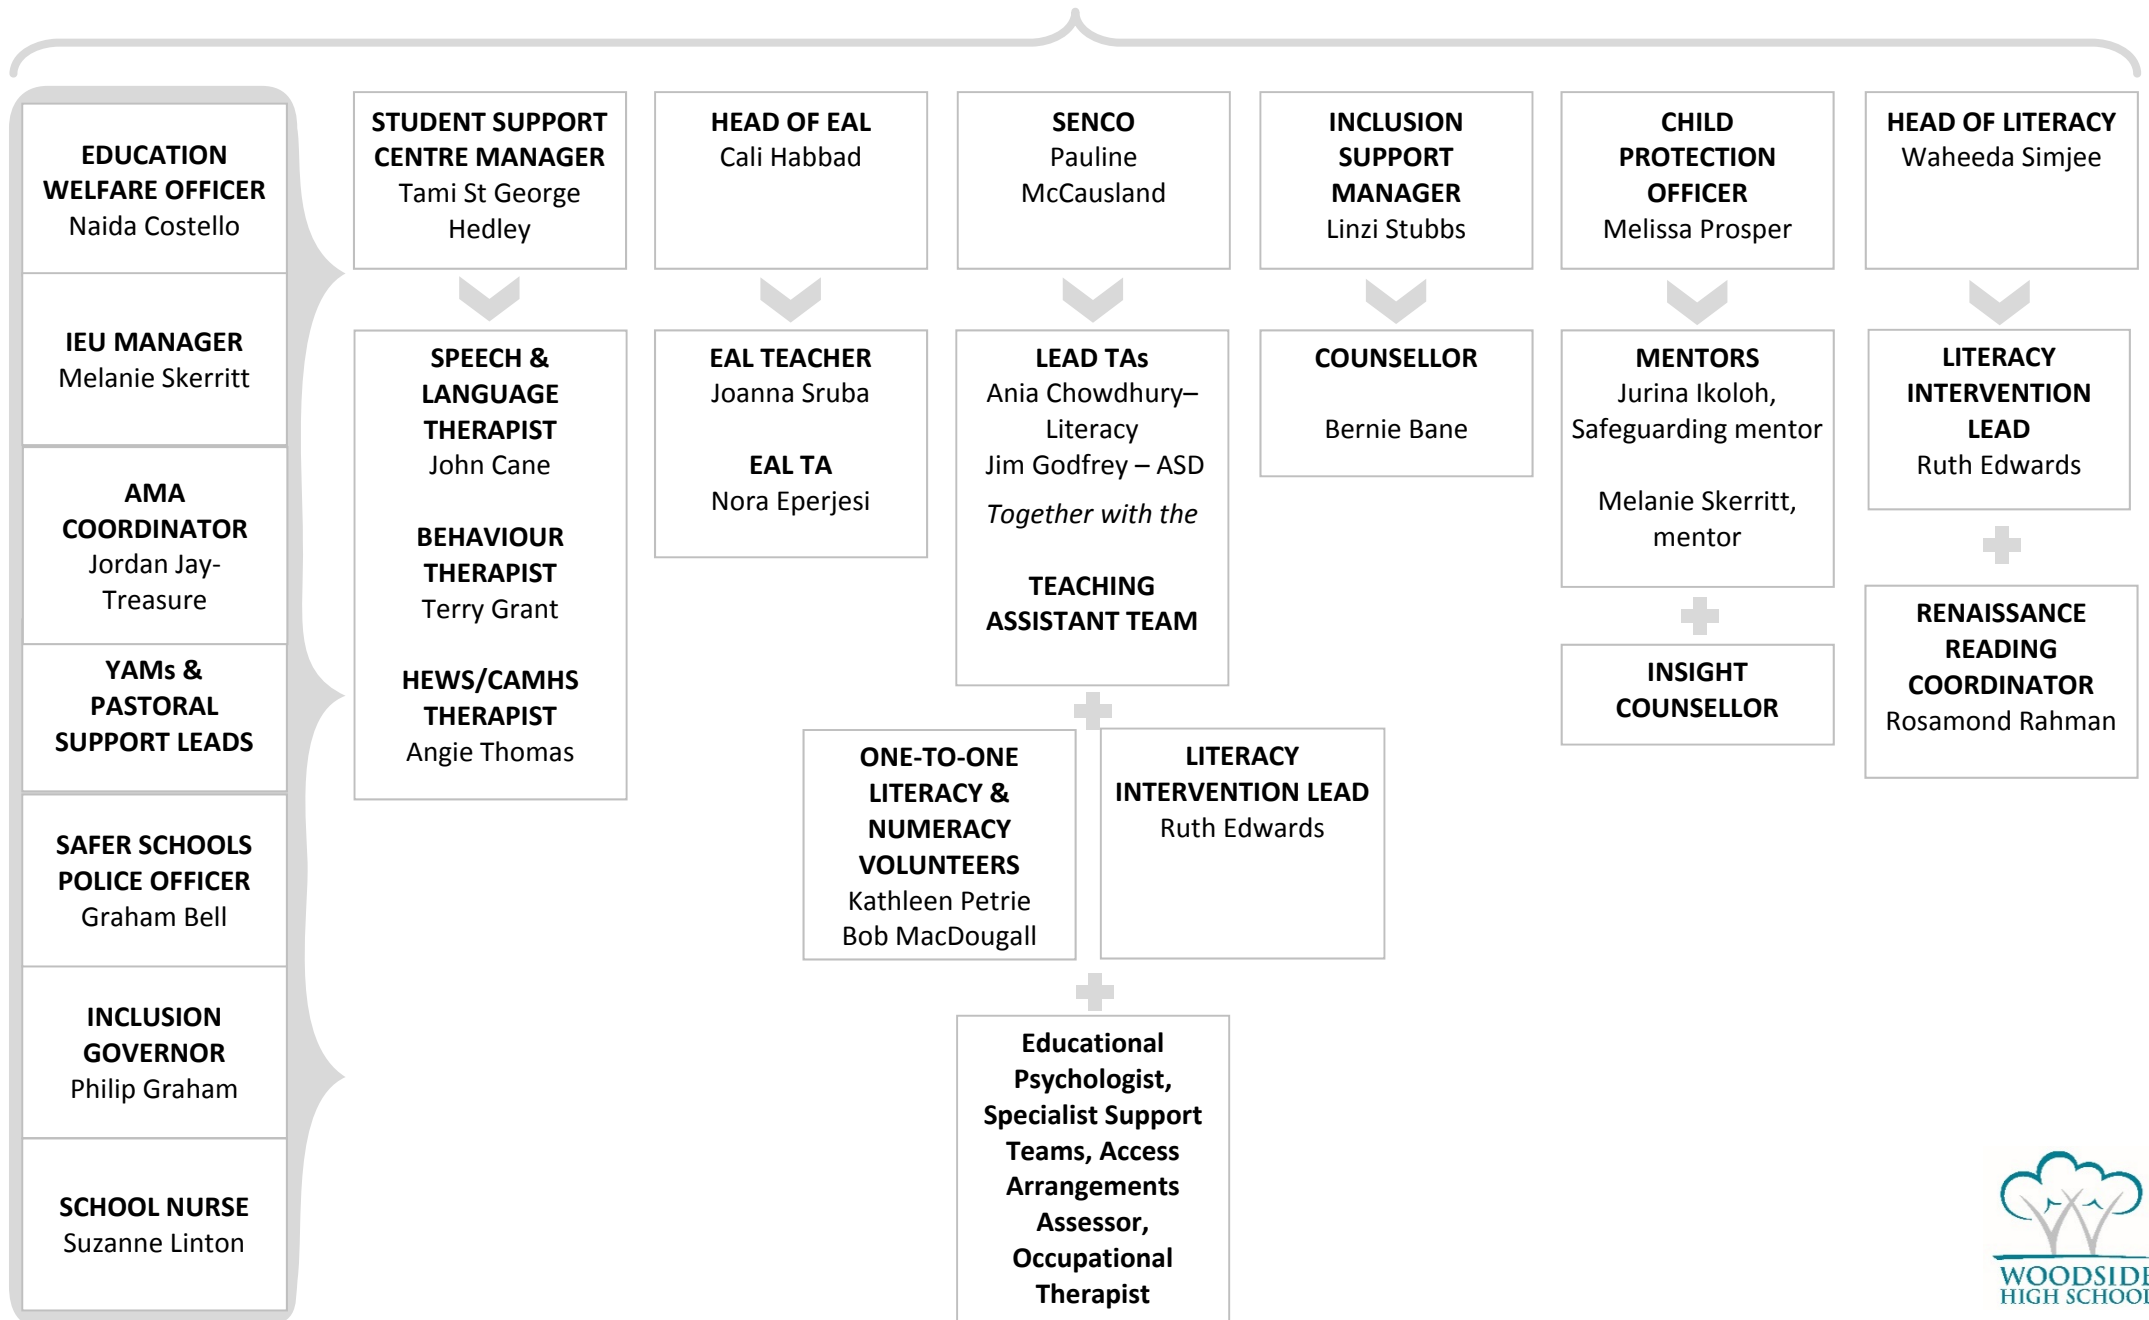 EDUCATION
WELFARE OFFICER
Naida Costello
IEU MANAGER
Melanie Skerritt
AMA
COORDINATOR
Jordan Jay-
Treasure
YAMs &
PASTORAL
SUPPORT LEADS
SAFER SCHOOLS
POLICE OFFICER
Graham Bell
INCLUSION
GOVERNOR
Philip Graham
SCHOOL NURSE
Suzanne Linton
STUDENT SUPPORT
CENTRE MANAGER
Tami St George
Hedley
SPEECH &
LANGUAGE
THERAPIST
John Cane
BEHAVIOUR
THERAPIST
Terry Grant
HEWS/CAMHS
THERAPIST
Angie Thomas
HEAD OF EAL
Cali Habbad
EAL TEACHER
Joanna Sruba
EAL TA
Nora Eperjesi
SENCO
Pauline
McCausland
LEAD TAs
Ania Chowdhury–
Literacy
Jim Godfrey – ASD
Together with the
TEACHING
ASSISTANT TEAM
ONE-TO-ONE
LITERACY &
NUMERACY
VOLUNTEERS
Kathleen Petrie
Bob MacDougall
LITERACY
INTERVENTION LEAD
Ruth Edwards
Educational
Psychologist,
Specialist Support
Teams, Access
Arrangements
Assessor,
Occupational
Therapist
INCLUSION
SUPPORT
MANAGER
Linzi Stubbs
COUNSELLOR
Bernie Bane
CHILD
PROTECTION
OFFICER
Melissa Prosper
MENTORS
Jurina Ikoloh,
Safeguarding mentor
Melanie Skerritt,
mentor
INSIGHT
COUNSELLOR
HEAD OF LITERACY
Waheeda Simjee
LITERACY
INTERVENTION
LEAD
Ruth Edwards
RENAISSANCE
READING
COORDINATOR
Rosamond Rahman
WOODSIDE
HIGH SCHOOL